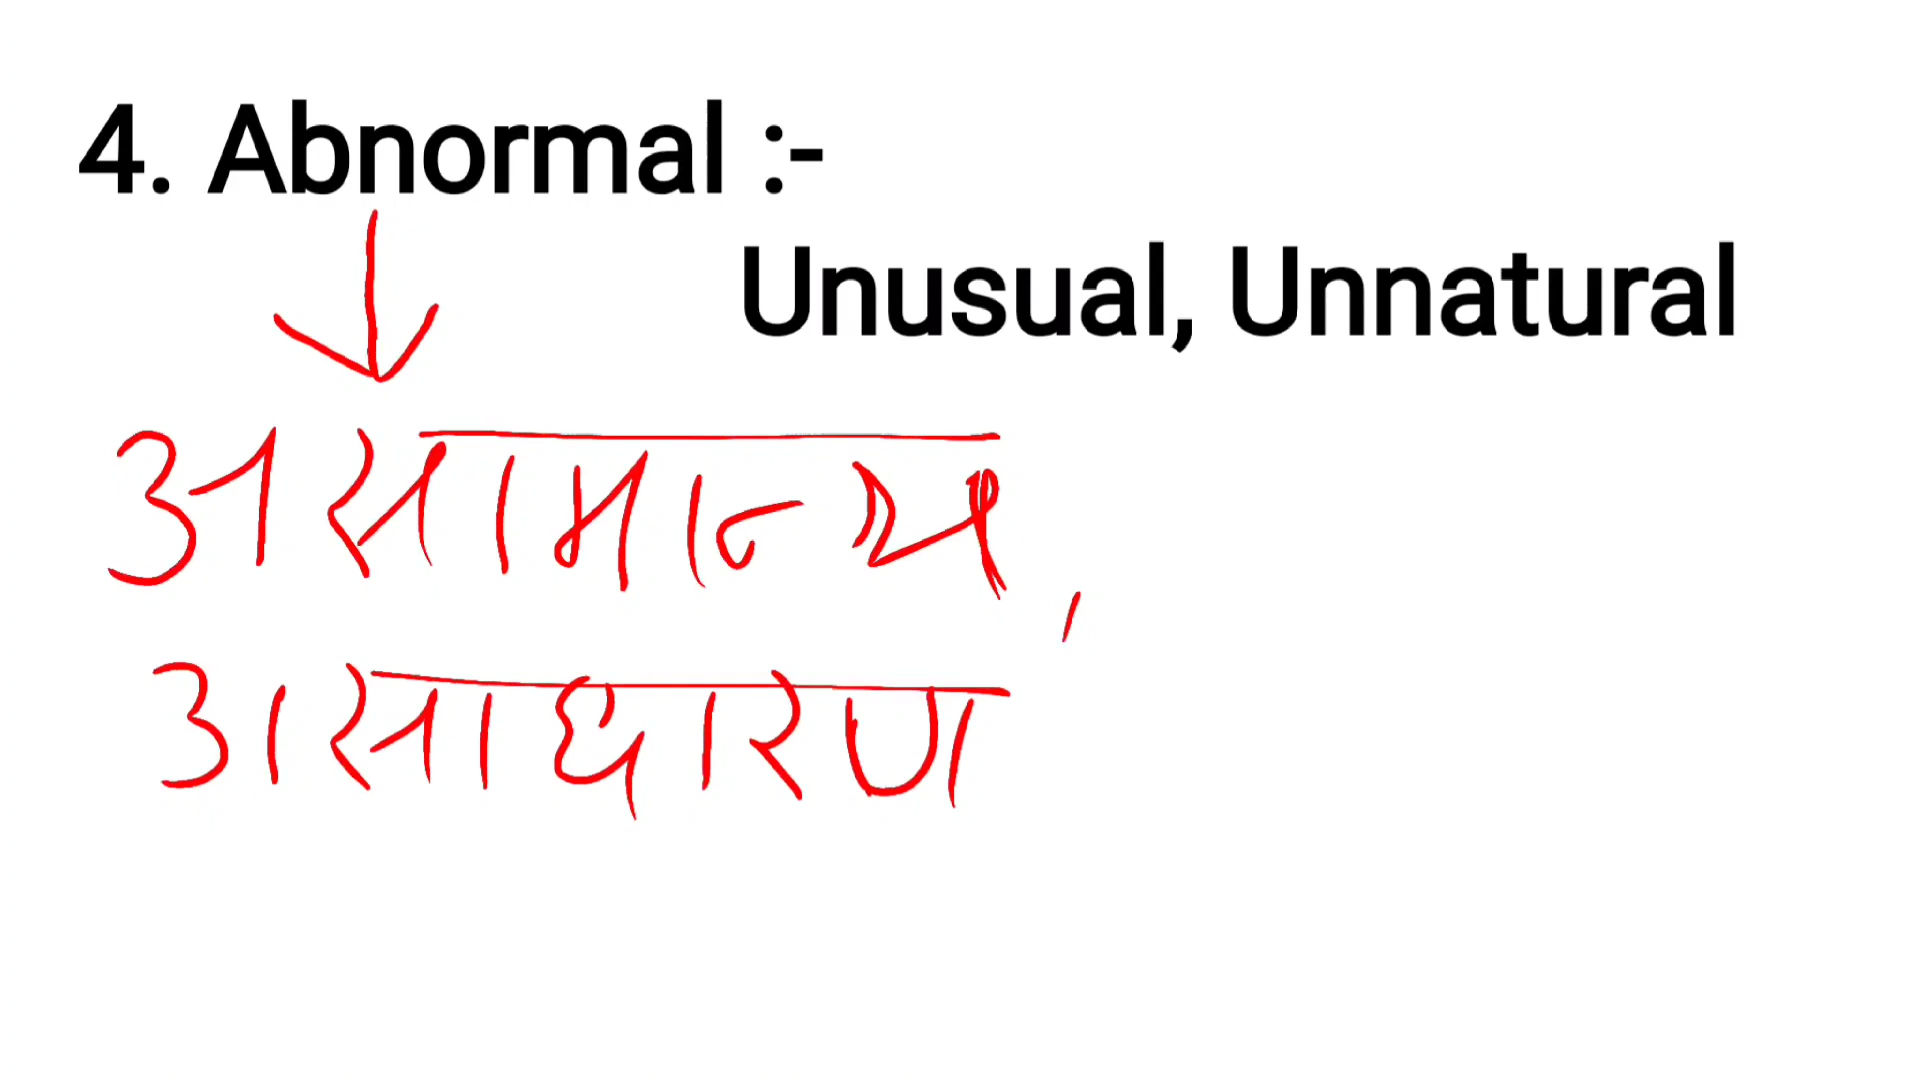 4. Abnormal :-
Unusual, Unnatural
असामान्य ,
असाधारण